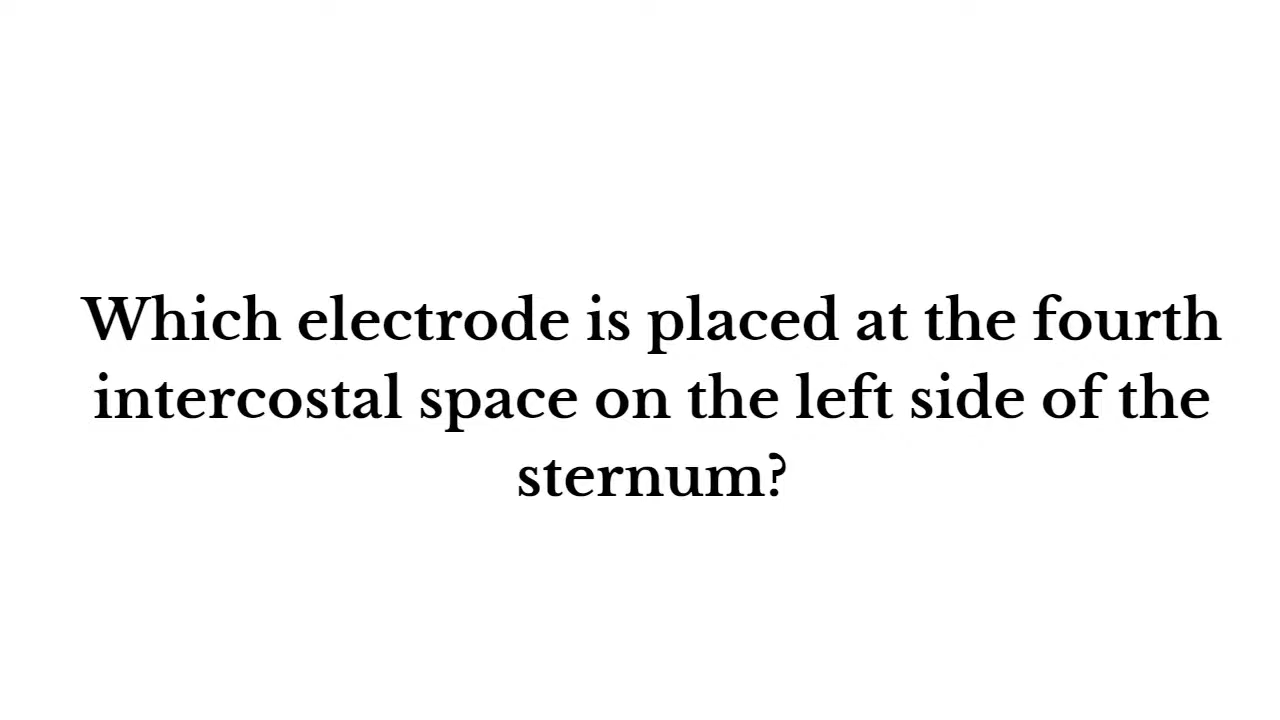 Which electrode is placed at the fourth
intercostal space on the left side of the
sternum?